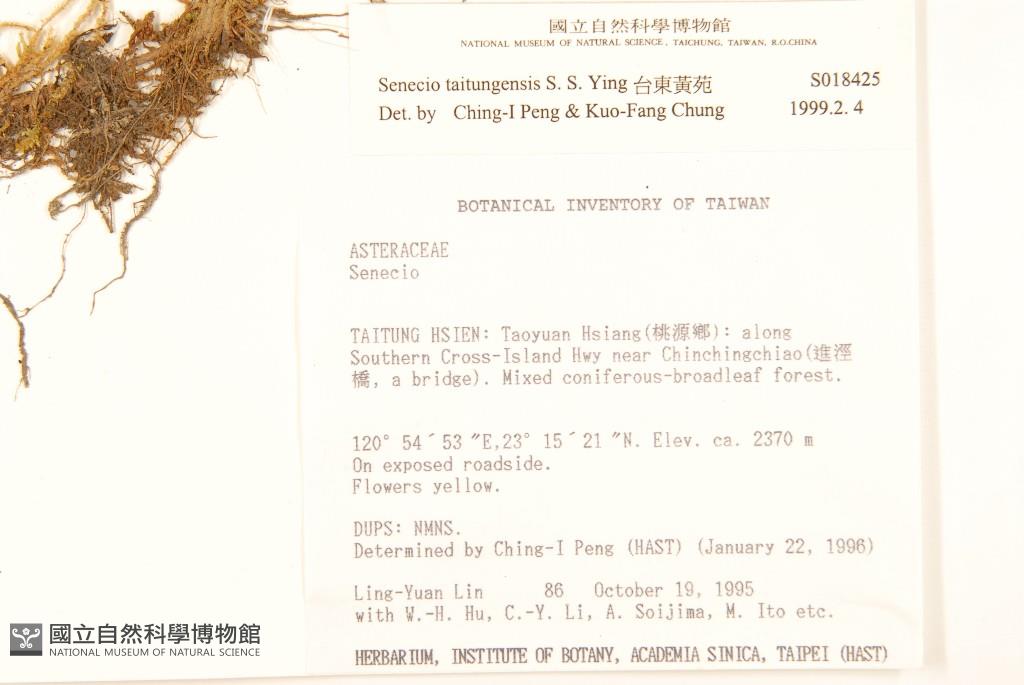 國立自然科學博物館
NATIONAL MUSEUM OF NATURAL SCIENCE, TAICHUNG, TAIWAN, R.O.CHINA
Senecio taitungensis S. S. Ying 台東黃菀 S018425
Det. by Ching-I Peng & Kuo-Fang Chung 1999.2. 4
BOTANICAL INVENTORY OF TAIWAN
ASTERACEAE
Senecio
TAITUNG HSIEN: Taoyuan Hsiang(桃源鄉): along
Southern Cross-Island Hwy near Chinchingchiao(進涇
橋, a bridge). Mixed coniferous-broadleaf forest.
120° 54´53 ″E,23° 15´21 ″N. Elev. ca. 2370 m
On exposed roadside.
Flowers yellow.
DUPS: NMNS.
Determined by Ching-I Peng (HAST) (January 22, 1996)
Ling-Yuan Lin 86 October 19, 1995
with W.-H. Hu, C.-Y. Li, A. Soijima, M. Ito etc.
HERBARIUM, INSTITUTE OF BOTANY, ACADEMIA SINICA, TAIPEI (HAST)
國立自然科學博物館
NATIONAL MUSEUM OF NATURAL SCIENCE